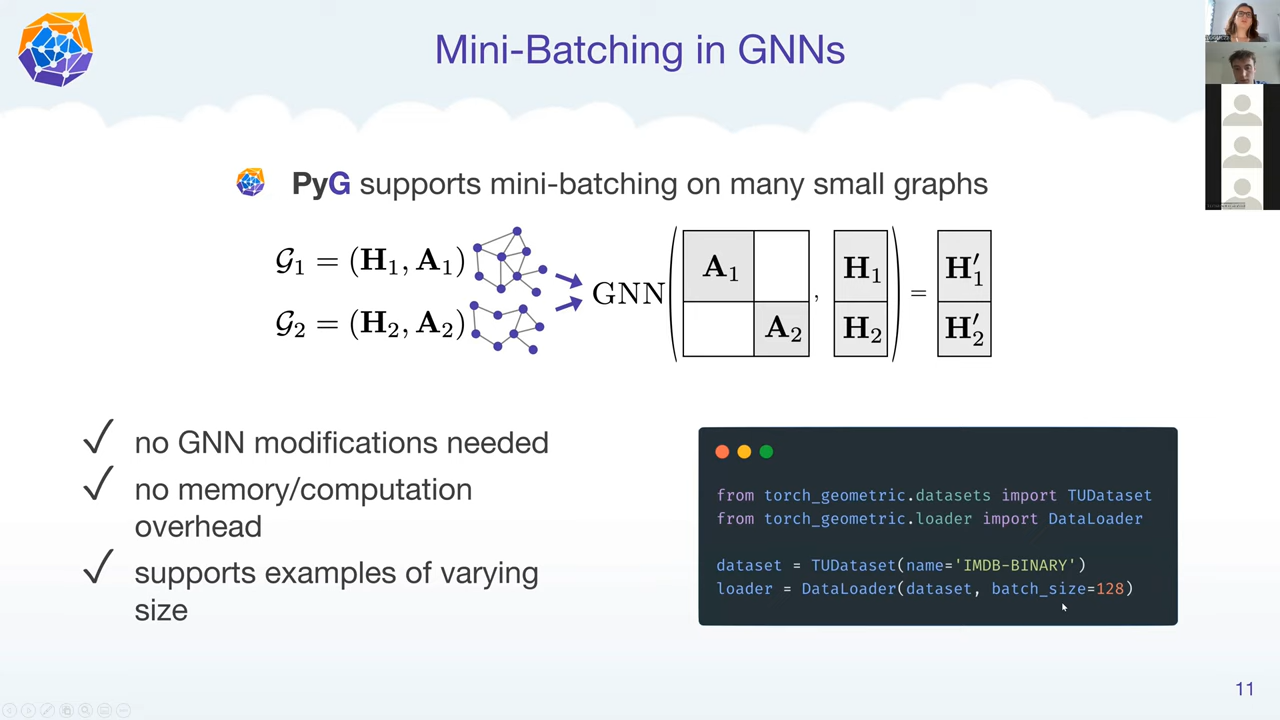 Mini-Batching in GNNs
PyG supports mini-batching on many small graphs
𝒢₁ = (H₁, A₁)
𝒢₂ = (H₂, A₂)
GNN( A₁ A₂ , H₁ H₂ ) = H′₁ H′₂
✓ no GNN modifications needed
✓ no memory/computation
overhead
✓ supports examples of varying
size
from torch_geometric.datasets import TUDataset
from torch_geometric.loader import DataLoader
dataset = TUDataset(name='IMDB-BINARY')
loader = DataLoader(dataset, batch_size=128)
11